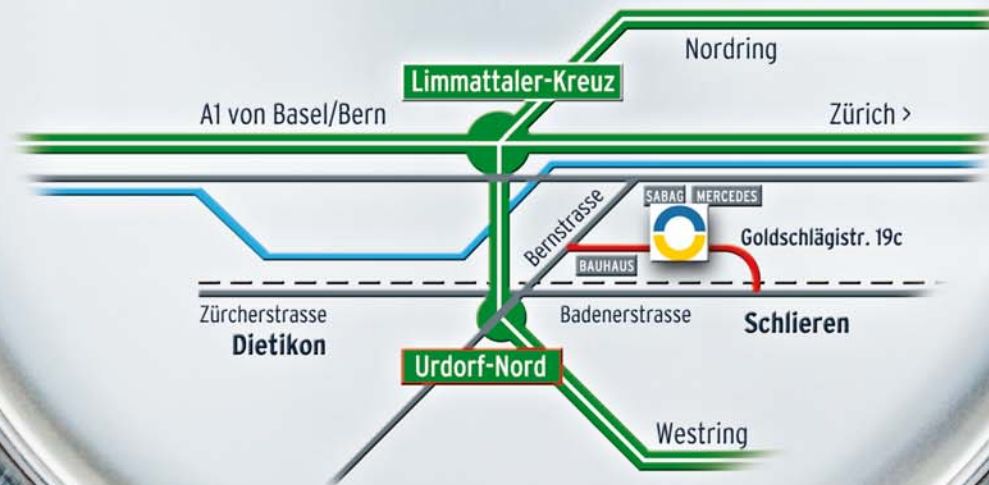 Nordring
Limmattaler-Kreuz
A1 von Basel/Bern
Zürich >
Bernstrasse
SABAG
MERCEDES
Goldschlägistr. 19c
BAUHAUS
Zürcherstrasse
Badenerstrasse
Dietikon
Schlieren
Urdorf-Nord
Westring